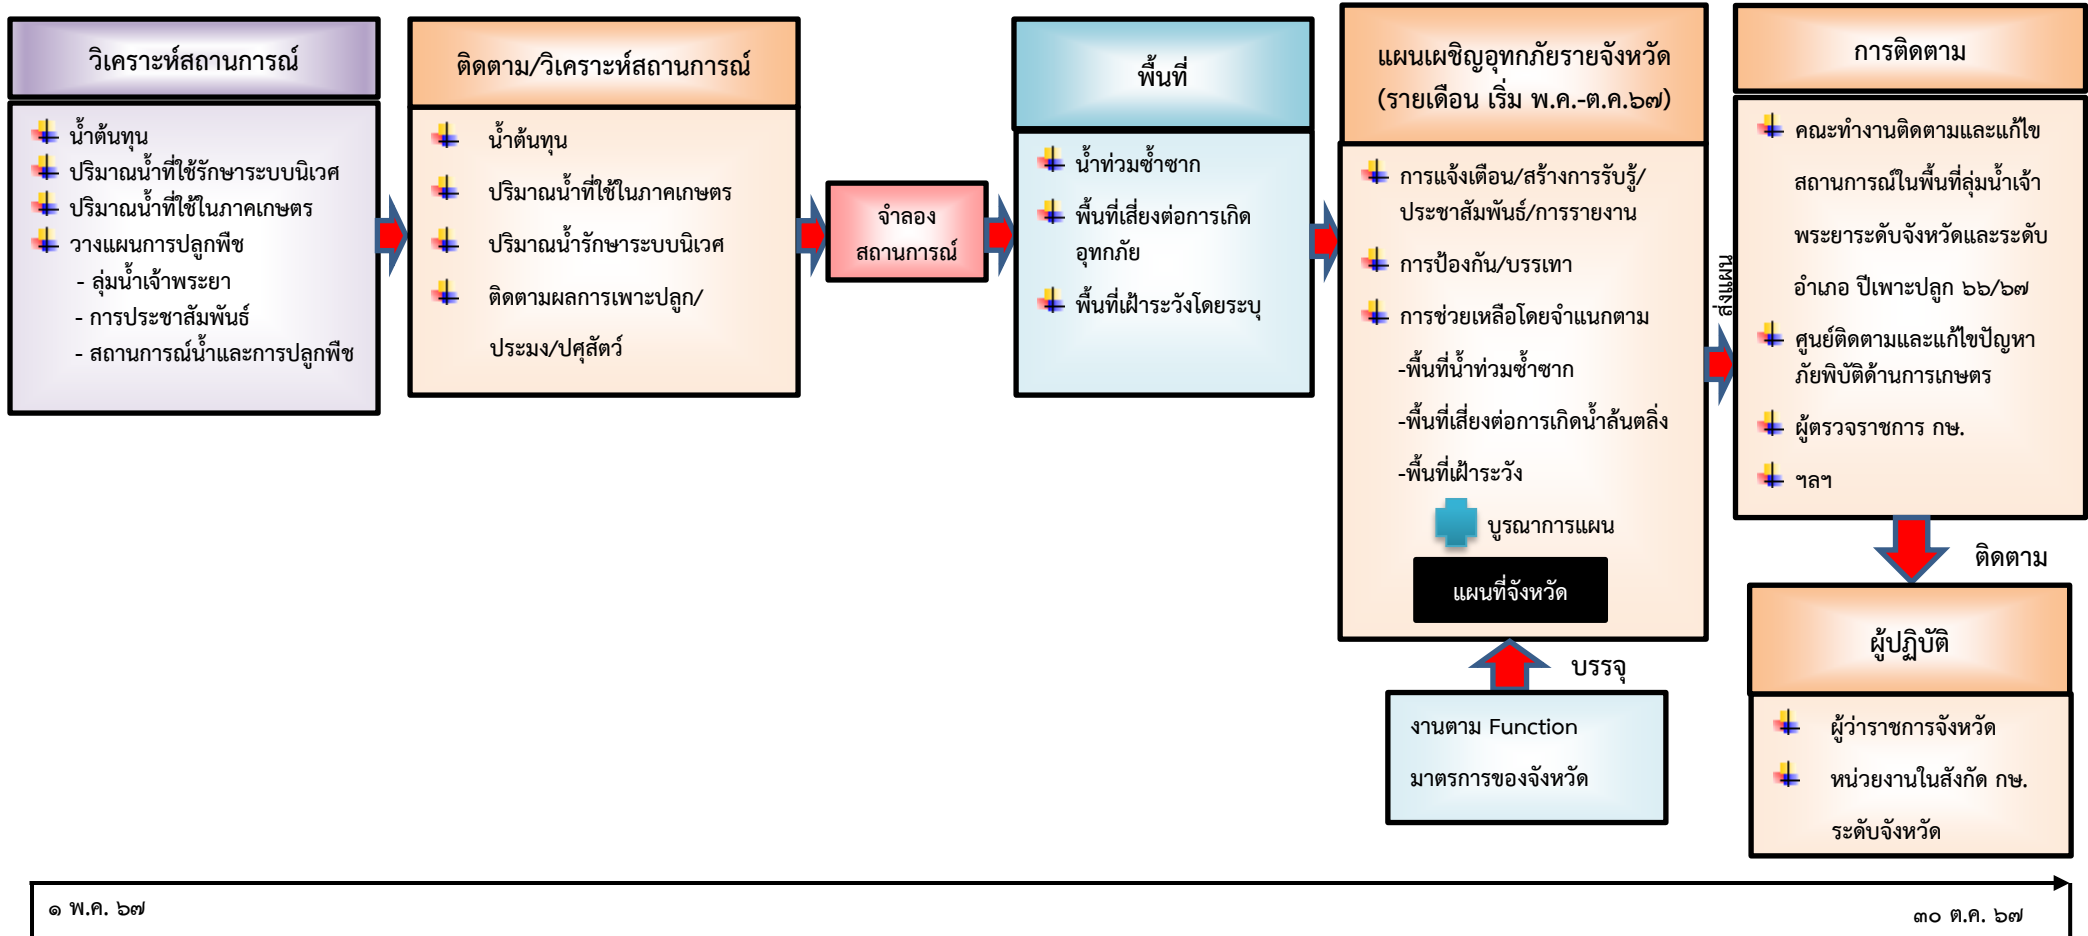 วิเคราะห์สถานการณ์
น้ำต้นทุน
ปริมาณน้ำที่ใช้รักษาระบบนิเวศ
ปริมาณน้ำที่ใช้ในภาคเกษตร
วางแผนการปลูกพืช
- ลุ่มน้ำเจ้าพระยา
- การประชาสัมพันธ์
- สถานการณ์น้ำและการปลูกพืช
ติดตาม/วิเคราะห์สถานการณ์
น้ำต้นทุน
ปริมาณน้ำที่ใช้ในภาคเกษตร
ปริมาณน้ำรักษาระบบนิเวศ
ติดตามผลการเพาะปลูก/
ประมง/ปศุสัตว์
จำลอง
สถานการณ์
พื้นที่
น้ำท่วมซ้ำซาก
พื้นที่เสี่ยงต่อการเกิด
อุทกภัย
พื้นที่เฝ้าระวังโดยระบุ
แผนเผชิญอุทกภัยรายจังหวัด
(รายเดือน เริ่ม พ.ค.-ต.ค.๖๗)
การแจ้งเตือน/สร้างการรับรู้/
ประชาสัมพันธ์/การรายงาน
การป้องกัน/บรรเทา
การช่วยเหลือโดยจำแนกตาม
-พื้นที่น้ำท่วมซ้ำซาก
-พื้นที่เสี่ยงต่อการเกิดน้ำล้นตลิ่ง
-พื้นที่เฝ้าระวัง
บูรณาการแผน
แผนที่จังหวัด
บรรจุ
งานตาม Function
มาตรการของจังหวัด
ส่งแผน
การติดตาม
คณะทำงานติดตามและแก้ไข
สถานการณ์ในพื้นที่ลุ่มน้ำเจ้า
พระยาระดับจังหวัดและระดับ
อำเภอ ปีเพาะปลูก ๖๖/๖๗
ศูนย์ติดตามและแก้ไขปัญหา
ภัยพิบัติด้านการเกษตร
ผู้ตรวจราชการ กษ.
ฯลฯ
ติดตาม
ผู้ปฏิบัติ
ผู้ว่าราชการจังหวัด
หน่วยงานในสังกัด กษ.
ระดับจังหวัด
๑ พ.ค. ๖๗
๓๐ ต.ค. ๖๗